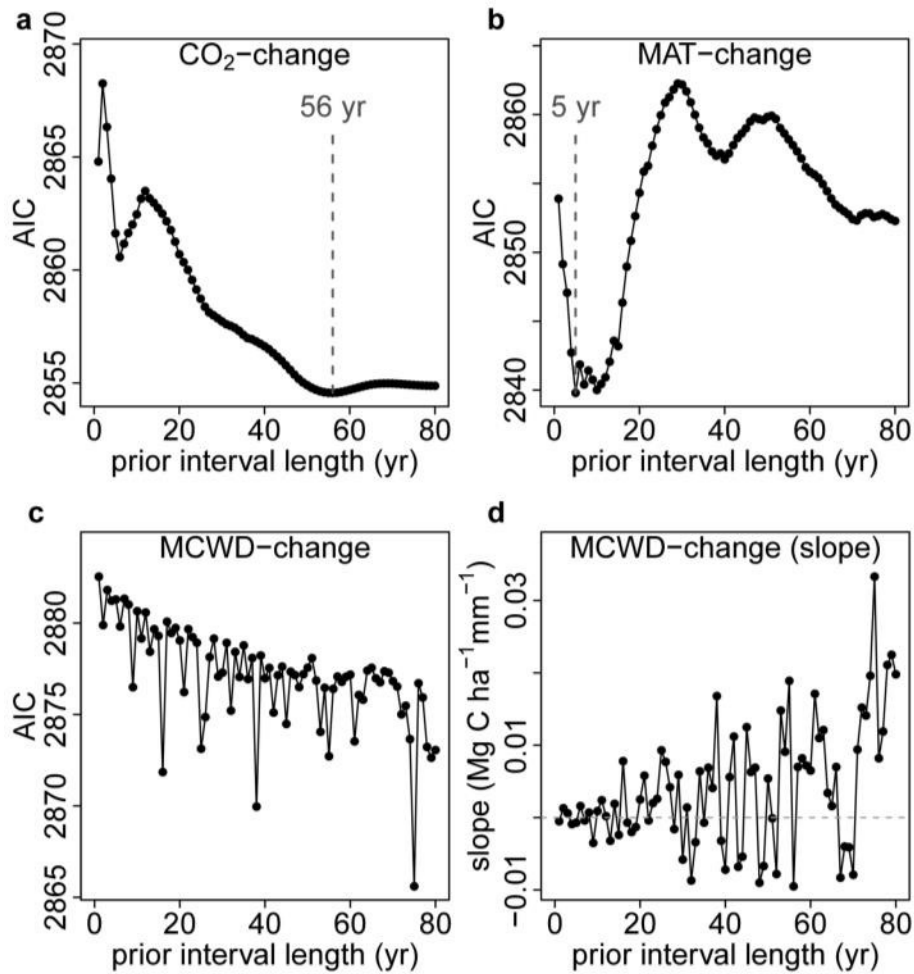 a
CO₂−change
56 yr
2870
2865
2860
2855
AIC
0 20 40 60 80
prior interval length (yr)
b
MAT−change
5 yr
2860
2850
2840
AIC
0 20 40 60 80
prior interval length (yr)
c
MCWD−change
2880
2875
2870
2865
AIC
0 20 40 60 80
prior interval length (yr)
d
MCWD−change (slope)
0.03
0.01
−0.01
slope (Mg C ha⁻¹mm⁻¹)
0 20 40 60 80
prior interval length (yr)